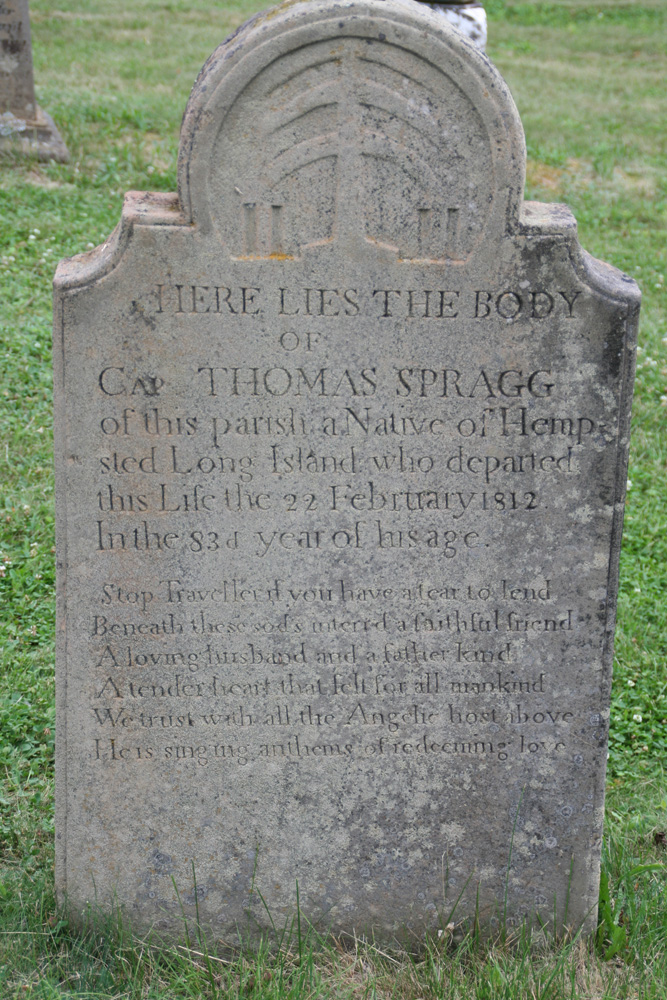 HERE LIES THE BODY
OF
CAP. THOMAS SPRAGG
of this parish. a Native of Hemp-
sted Long Island. who departed
this Life the 22 February 1812.
In the 83d year of his age.
Stop Traveller if you have a tear to lend
Beneath these sods interr'd a faithful friend
A loving husband and a father kind
A tender heart that felt for all mankind
We trust with all the Angelic host above
He is singing anthems of redeeming love